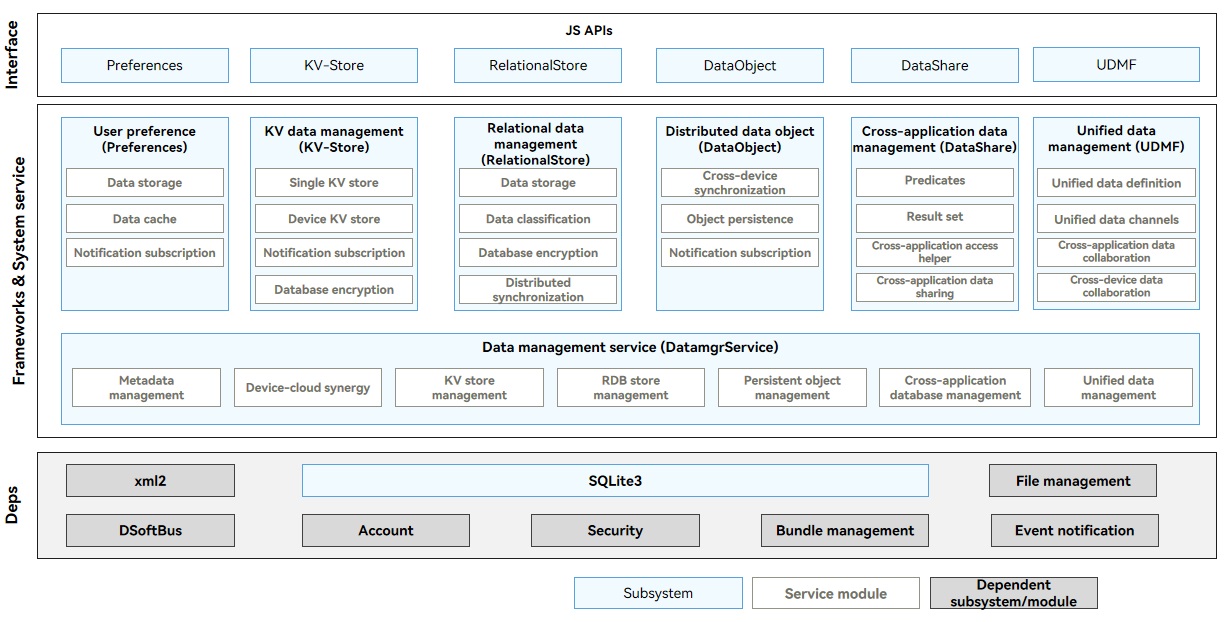 Interface
JS APIs
Preferences
KV-Store
RelationalStore
DataObject
DataShare
UDMF
Frameworks & System service
User preference
(Preferences)
Data storage
Data cache
Notification subscription
KV data management
(KV-Store)
Single KV store
Device KV store
Notification subscription
Database encryption
Relational data
management
(RelationalStore)
Data storage
Data classification
Database encryption
Distributed
synchronization
Distributed data object
(DataObject)
Cross-device
synchronization
Object persistence
Notification subscription
Cross-application data
management (DataShare)
Predicates
Result set
Cross-application access
helper
Cross-application data
sharing
Unified data
management (UDMF)
Unified data definition
Unified data channels
Cross-application data
collaboration
Cross-device data
collaboration
Data management service (DatamgrService)
Metadata
management
Device-cloud synergy
KV store
management
RDB store
management
Persistent object
management
Cross-application
database management
Unified data
management
Deps
xml2
SQLite3
File management
DSoftBus
Account
Security
Bundle management
Event notification
Subsystem
Service module
Dependent
subsystem/module